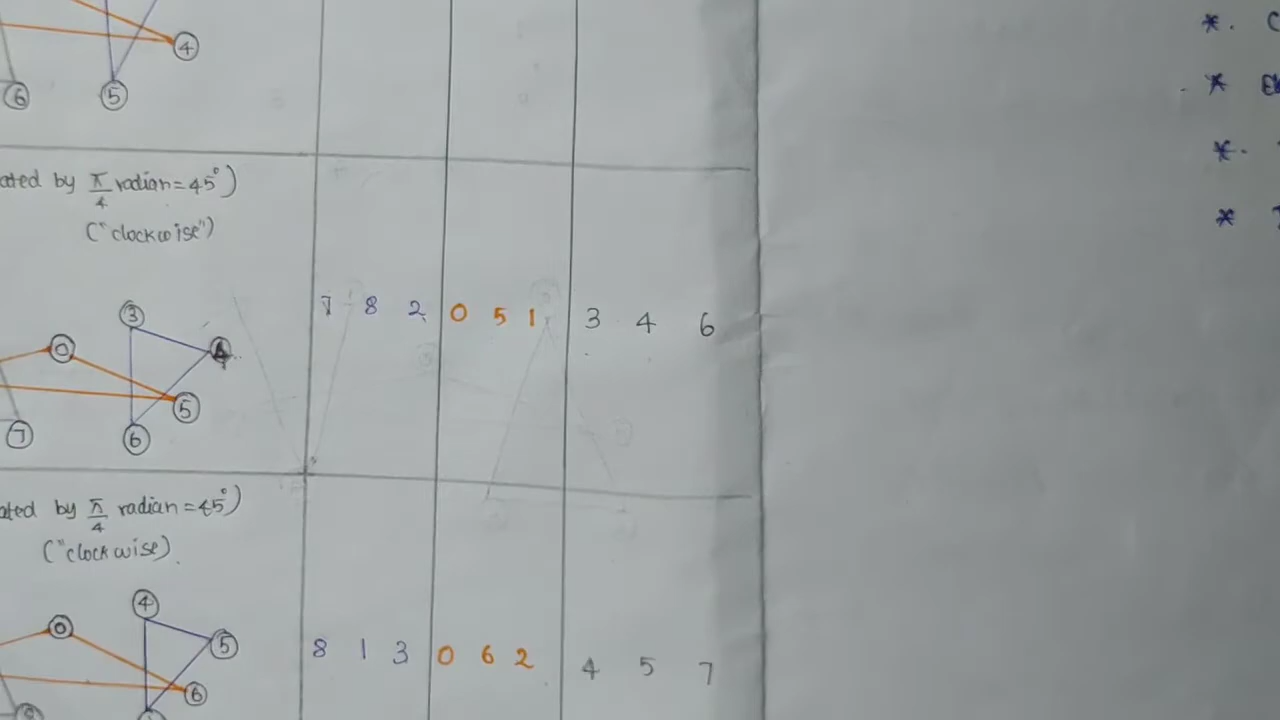 4
6 5
ated by π/4 radian=45°)
("clockwise")
3
7 8 2 0 5 1 3 4 6
0 4
5
7 6
ated by π/4 radian=45°)
("clockwise).
4
0 5
8 1 3 0 6 2 4 5 7
6
*.
*
*.
*